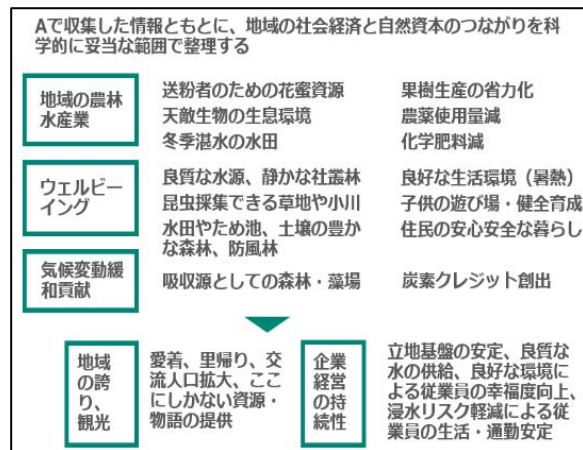 Aで収集した情報ともとに、地域の社会経済と自然資本のつながりを科
学的に妥当な範囲で整理する
地域の農林
水産業
送粉者のための花蜜資源
天敵生物の生息環境
冬季湛水の水田
果樹生産の省力化
農薬使用量減
化学肥料減
ウェルビー
イング
良質な水源、静かな社叢林
昆虫採集できる草地や小川
水田やため池、土壌の豊か
な森林、防風林
良好な生活環境（暑熱）
子供の遊び場・健全育成
住民の安心安全な暮らし
気候変動緩
和貢献
吸収源としての森林・藻場
炭素クレジット創出
地域
の誇
り、
観光
愛着、里帰り、交
流人口拡大、ここ
にしかない資源・
物語の提供
企業
経営
の持
続性
立地基盤の安定、良質な
水の供給、良好な環境に
よる従業員の幸福度向上、
浸水リスク軽減による従
業員の生活・通勤安定